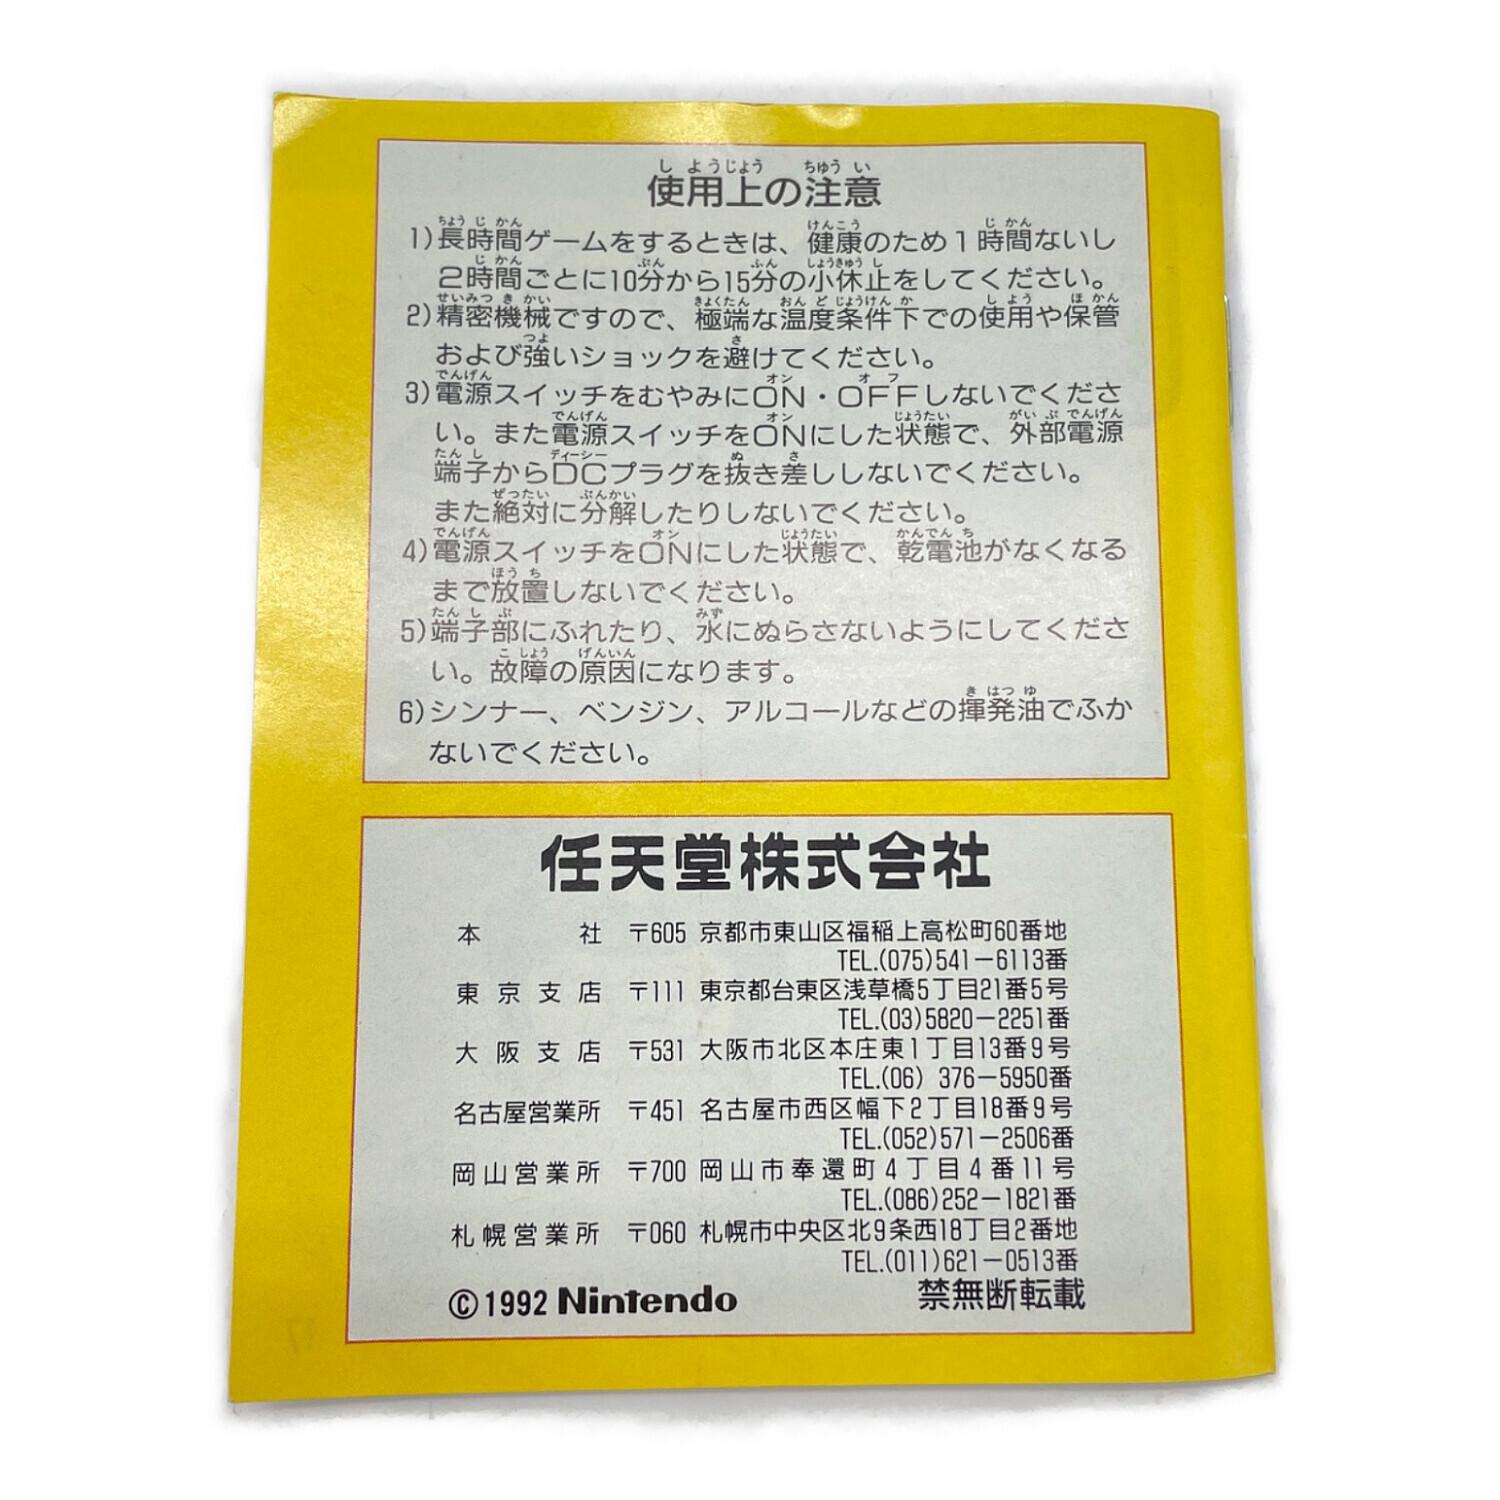 使用上の注意
1)長時間ゲームをするときは、健康のため1時間ないし
2時間ごとに10分から15分の小休止をしてください。
2)精密機械ですので、極端な温度条件下での使用や保管
および強いショックを避けてください。
3)電源スイッチをむやみにON・OFFしないでくださ
い。また電源スイッチをONにした状態で、外部電源
端子からDCプラグを抜き差ししないでください。
また絶対に分解したりしないでください。
4)電源スイッチをONにした状態で、乾電池がなくなる
まで放置しないでください。
5)端子部にふれたり、水にぬらさないようにしてくださ
い。故障の原因になります。
6)シンナー、ベンジン、アルコールなどの揮発油でふか
ないでください。
任天堂株式会社
本社 〒605 京都市東山区福稲上高松町60番地
TEL.(075)541-6113番
東京支店 〒111 東京都台東区浅草橋5丁目21番5号
TEL.(03)5820-2251番
大阪支店 〒531 大阪市北区本庄東1丁目13番9号
TEL.(06) 376-5950番
名古屋営業所 〒451 名古屋市西区幅下2丁目18番9号
TEL.(052)571-2506番
岡山営業所 〒700 岡山市奉還町4丁目4番11号
TEL.(086)252-1821番
札幌営業所 〒060 札幌市中央区北9条西18丁目2番地
TEL.(011)621-0513番
©1992 Nintendo 禁無断転載